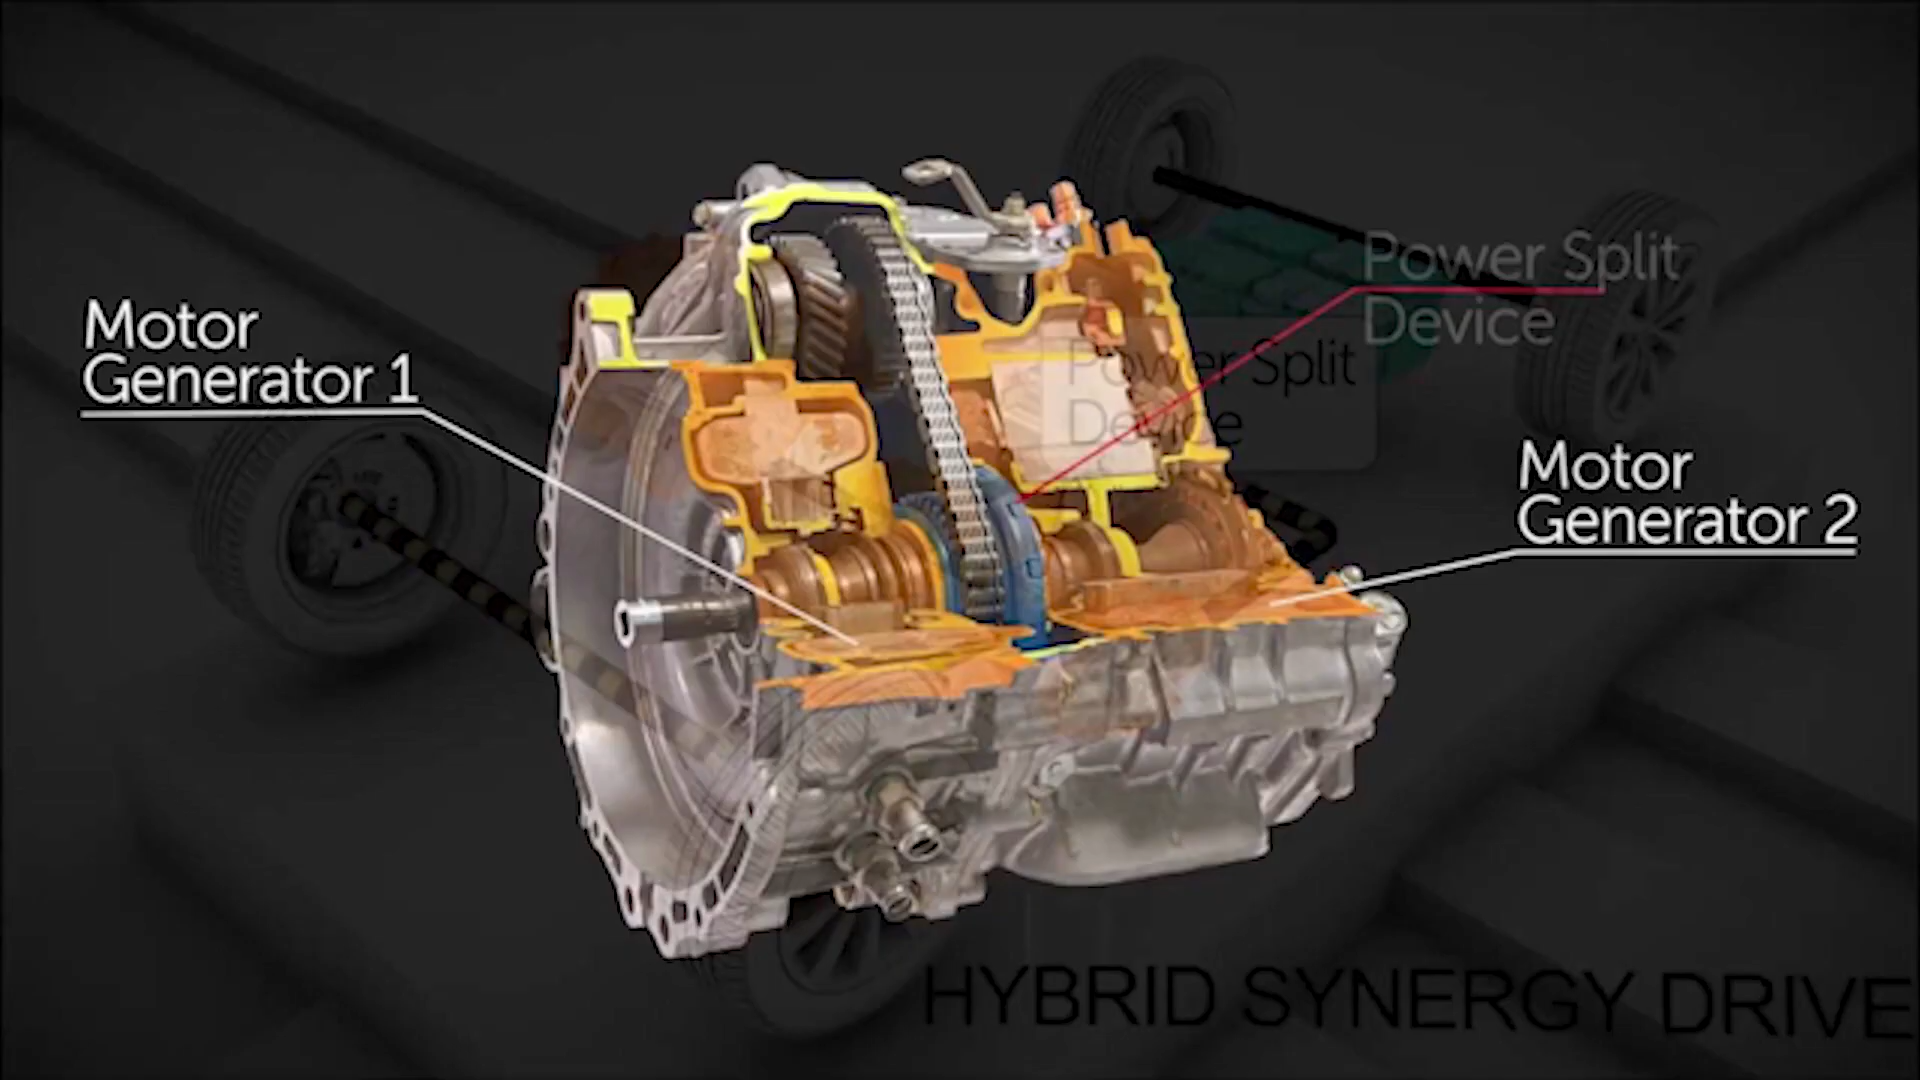 Motor
Generator 1
Power Split
Device
Power Split
Device
Motor
Generator 2
HYBRID SYNERGY DRIVE